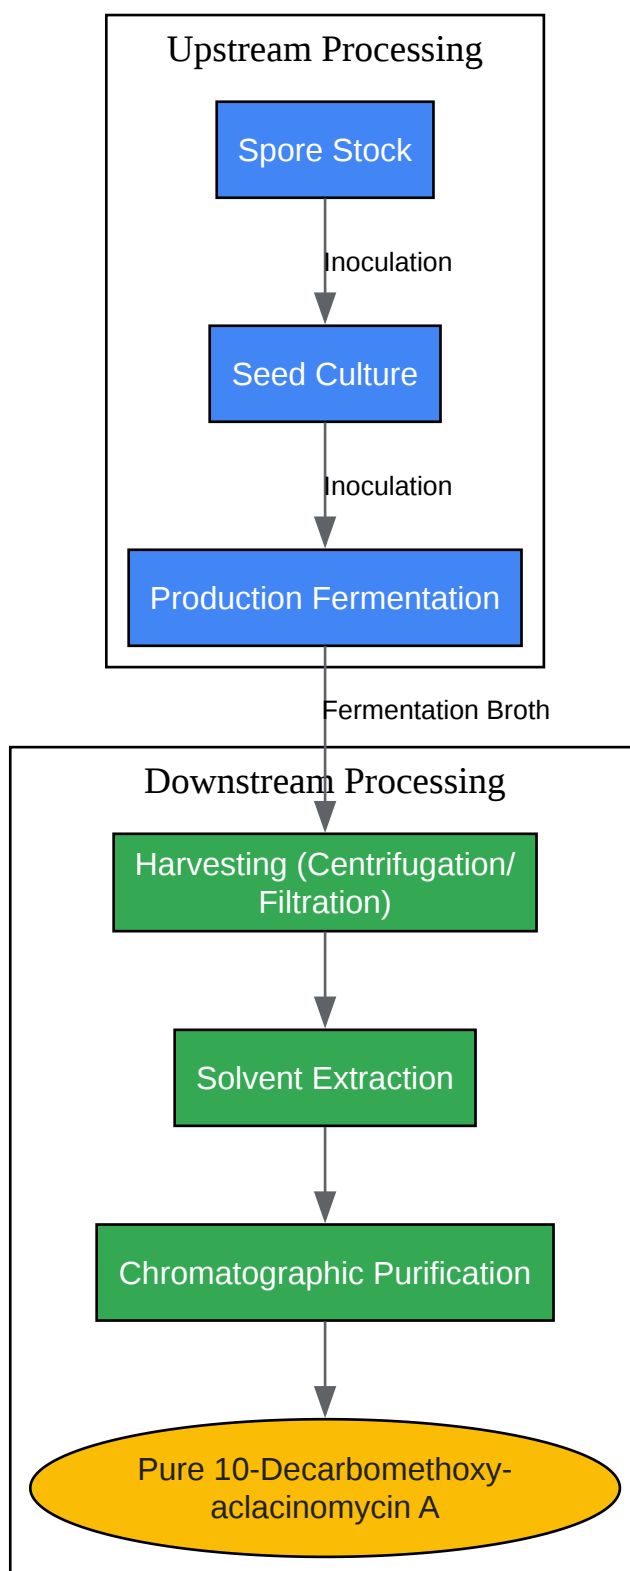 Upstream Processing
Spore Stock
Inoculation
Seed Culture
Inoculation
Production Fermentation
Fermentation Broth
Downstream Processing
Harvesting (Centrifugation/
Filtration)
Solvent Extraction
Chromatographic Purification
Pure 10-Decarbomethoxy-
aclacinomycin A